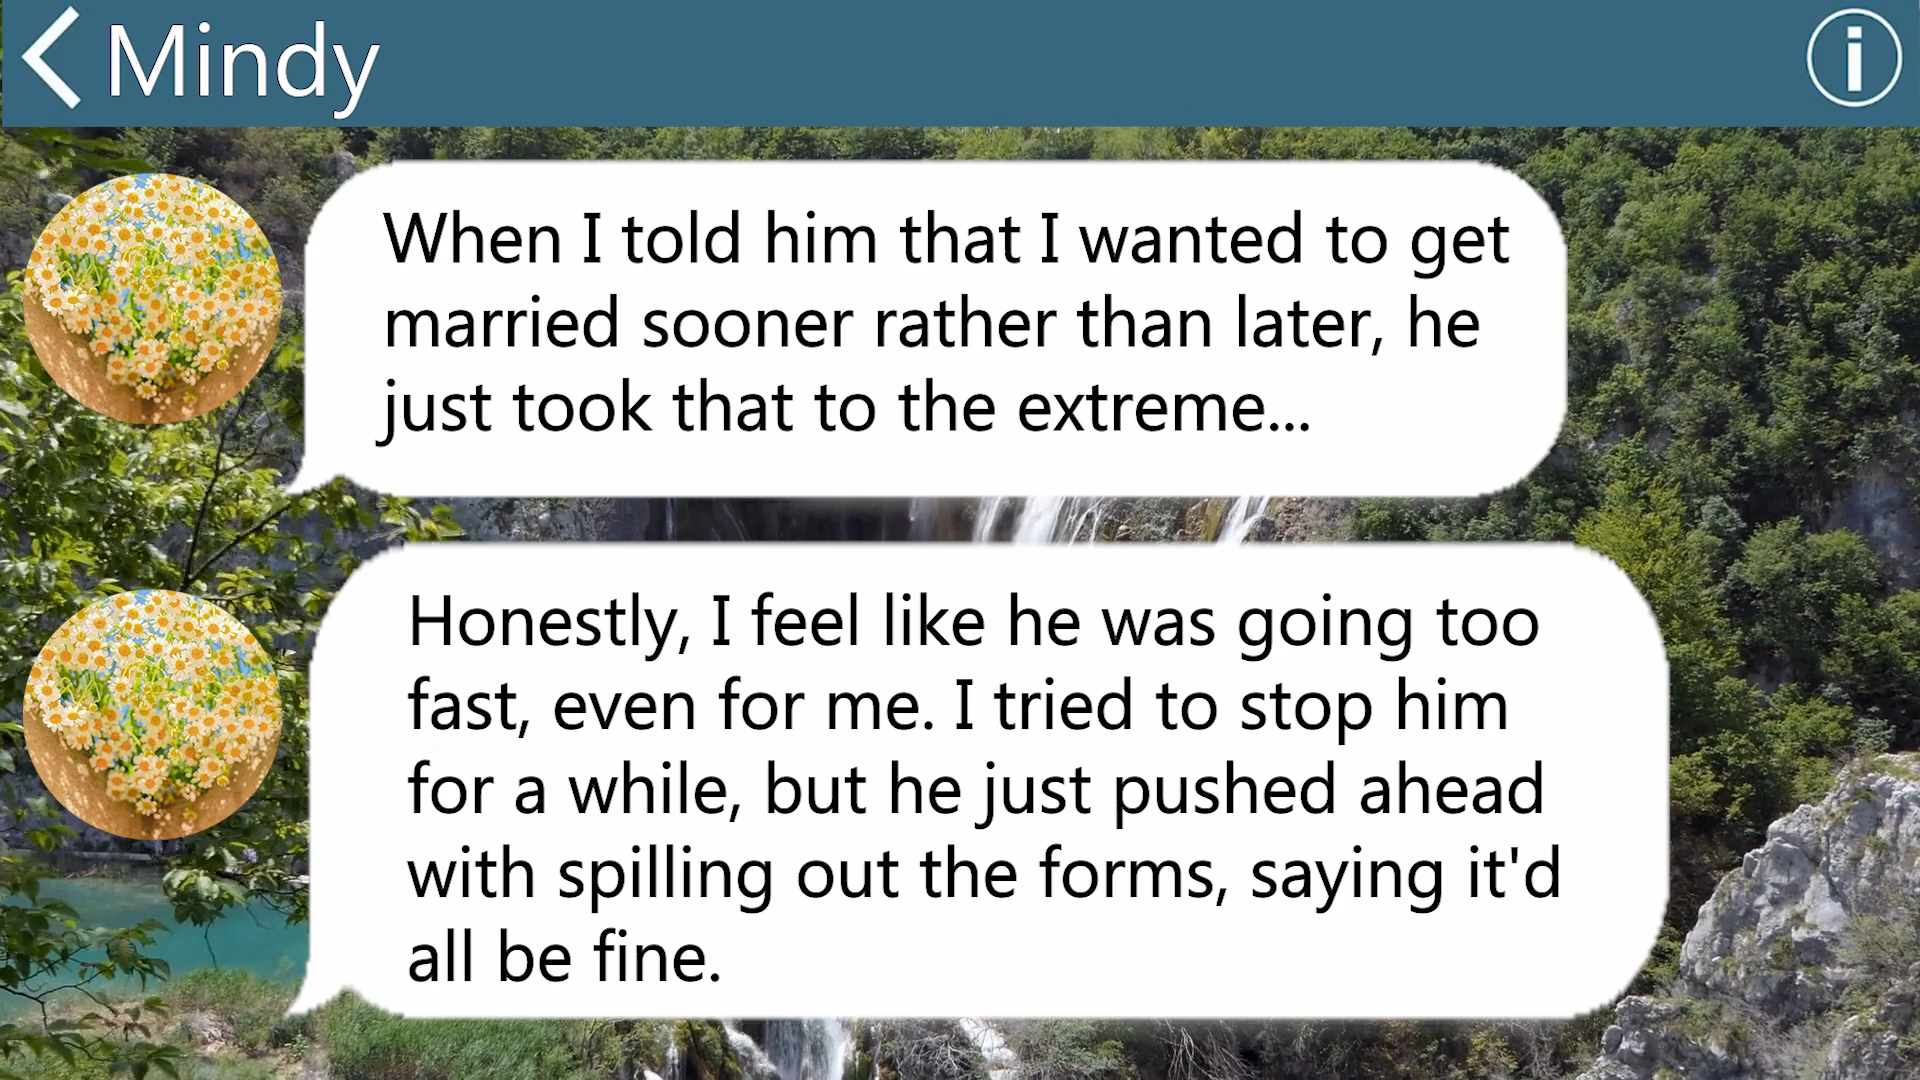 Mindy
When I told him that I wanted to get
married sooner rather than later, he
just took that to the extreme...
Honestly, I feel like he was going too
fast, even for me. I tried to stop him
for a while, but he just pushed ahead
with spilling out the forms, saying it'd
all be fine.